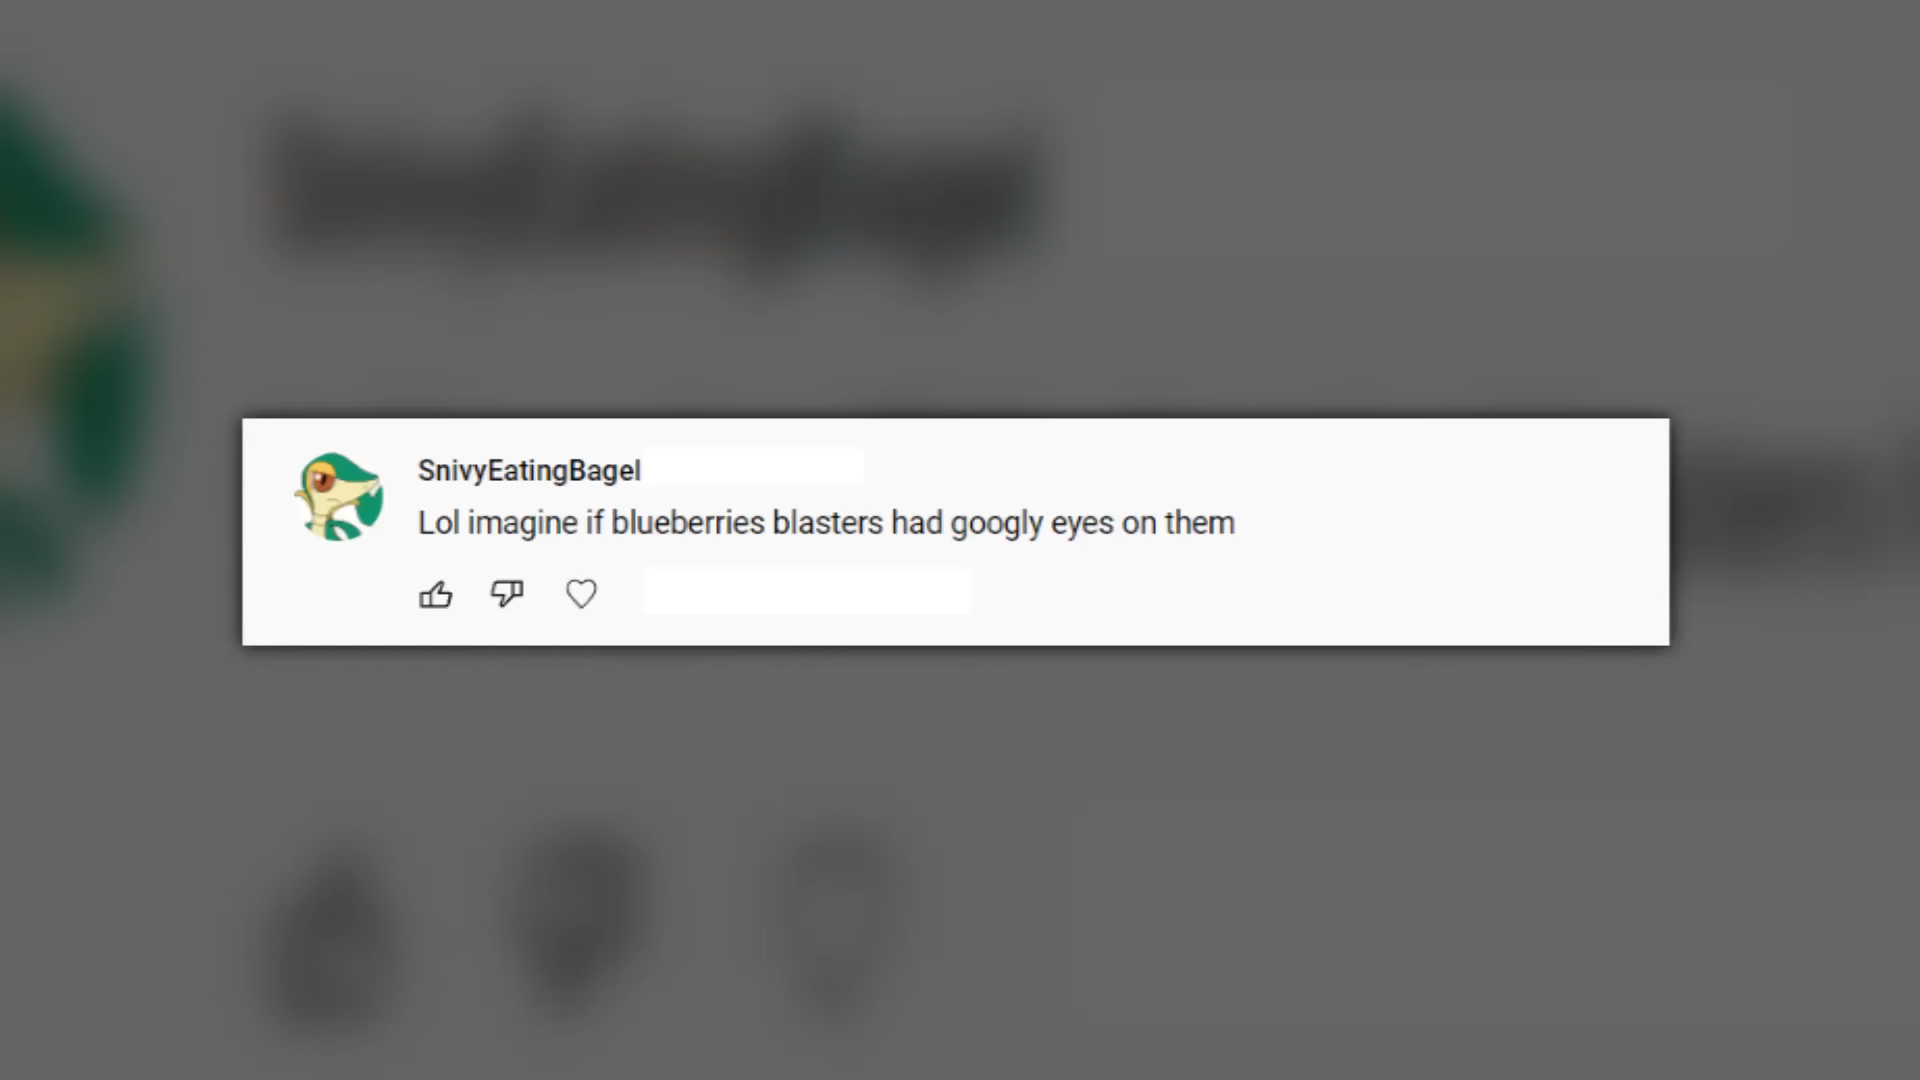 SnivyEatingBagel
Lol imagine if blueberries blasters had googly eyes on them